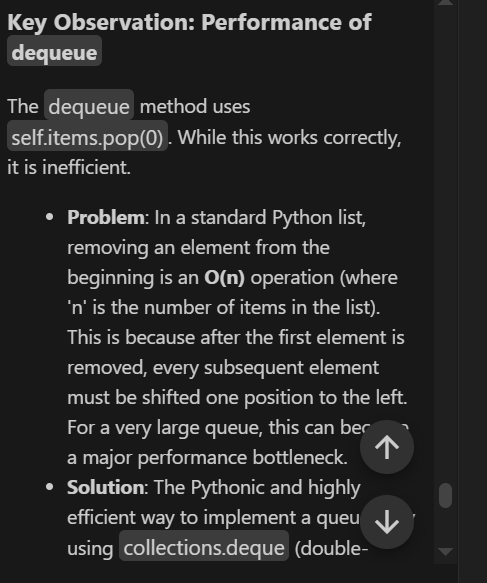 Key Observation: Performance of
dequeue
The dequeue method uses
self.items.pop(0). While this works correctly,
it is inefficient.
• Problem: In a standard Python list,
removing an element from the
beginning is an O(n) operation (where
'n' is the number of items in the list).
This is because after the first element is
removed, every subsequent element
must be shifted one position to the left.
For a very large queue, this can
a major performance bottleneck.
• Solution: The Pythonic and highly
efficient way to implement a
using collections.deque (double-